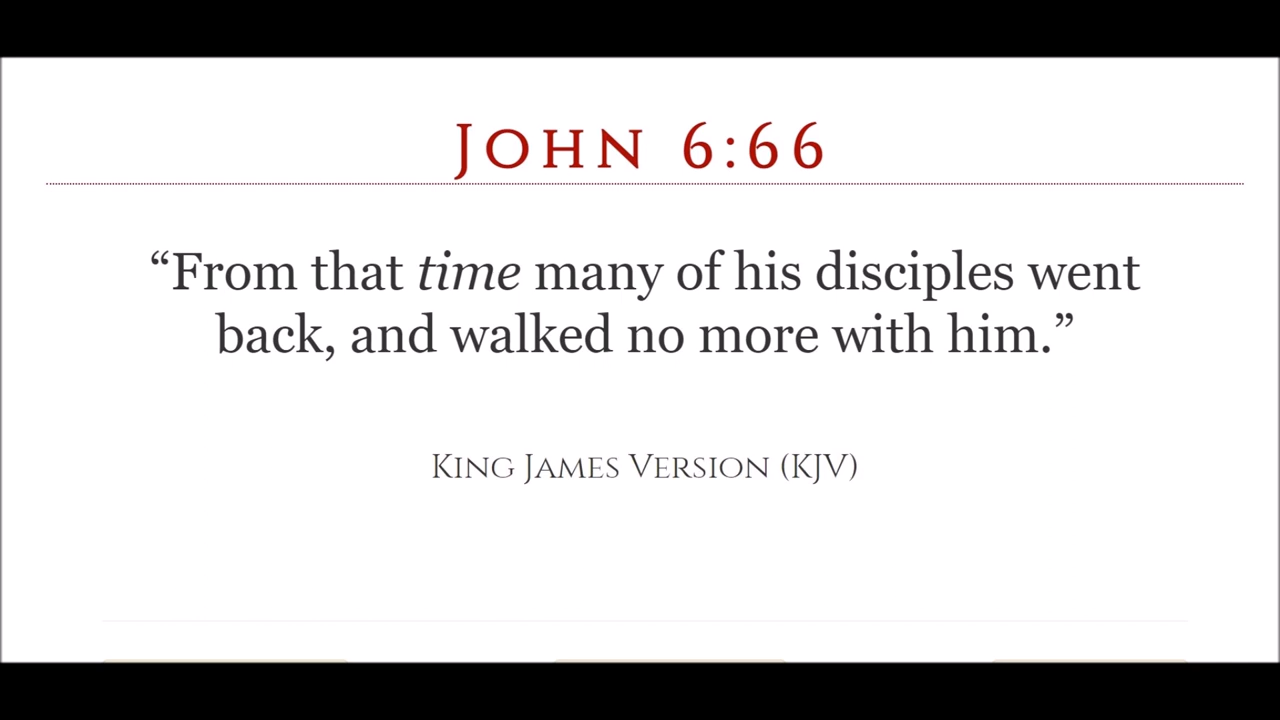 John 6:66
“From that time many of his disciples went
back, and walked no more with him.”
King James Version (KJV)